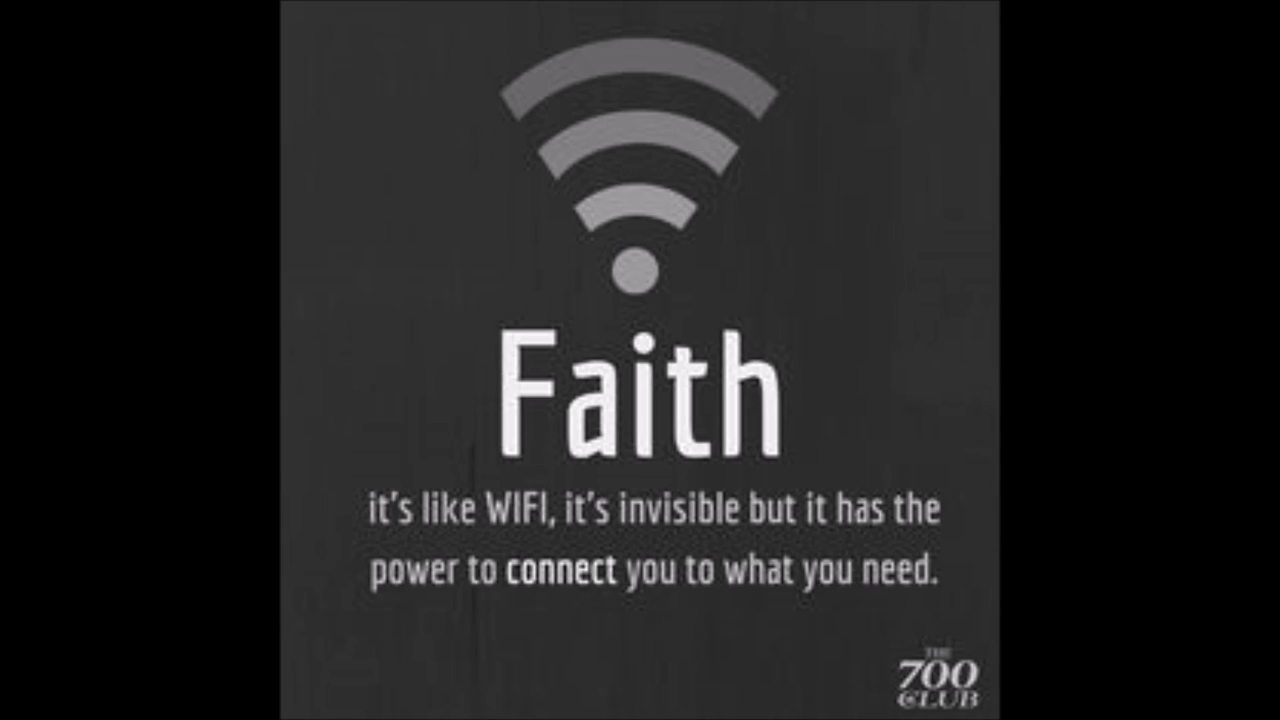 Faith
it's like WIFI, it's invisible but it has the
power to connect you to what you need.
THE
700
CLUB